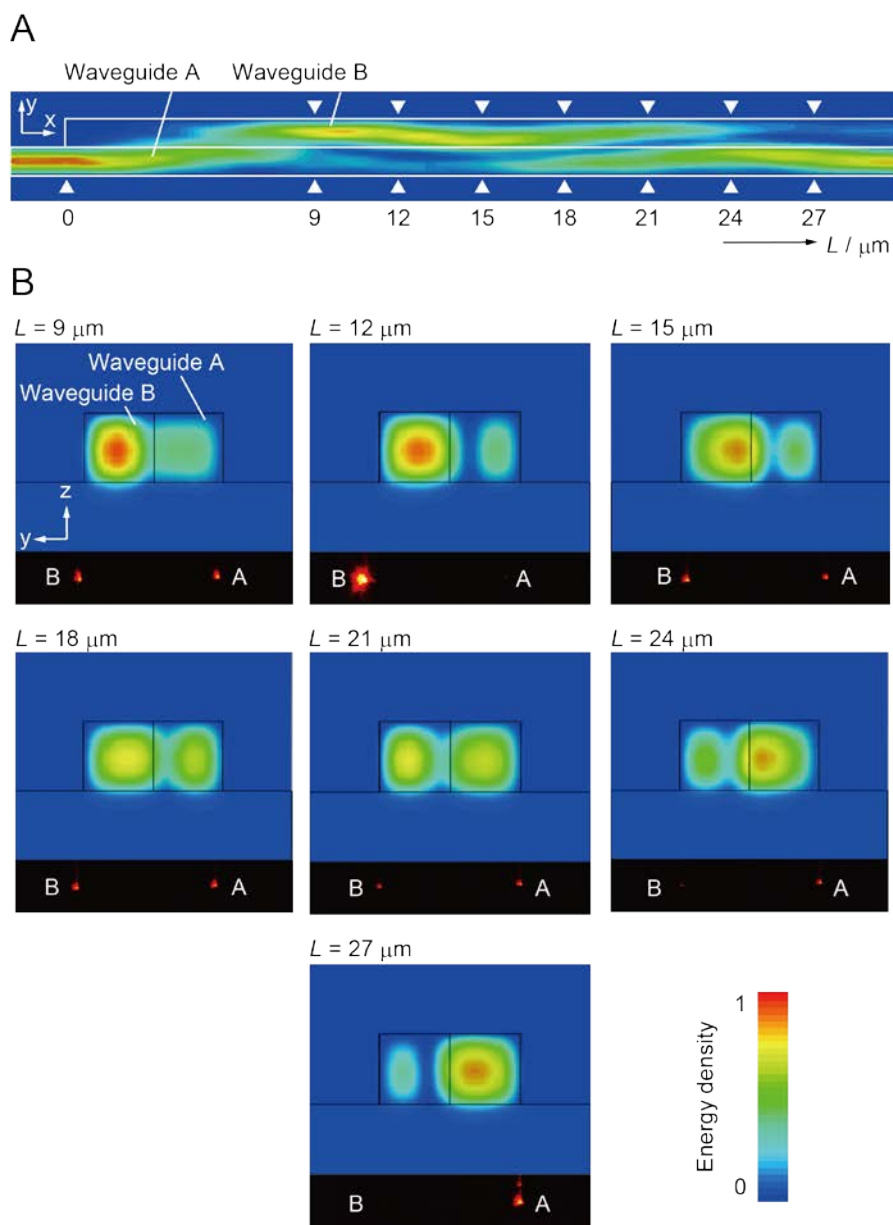 A
Waveguide A Waveguide B
y
x
0 9 12 15 18 21 24 27
L / μm
B
L = 9 μm
Waveguide A
Waveguide B
z
y
B A
L = 12 μm
B A
L = 15 μm
B A
L = 18 μm
B A
L = 21 μm
B A
L = 24 μm
B A
L = 27 μm
B A
1
Energy density
0